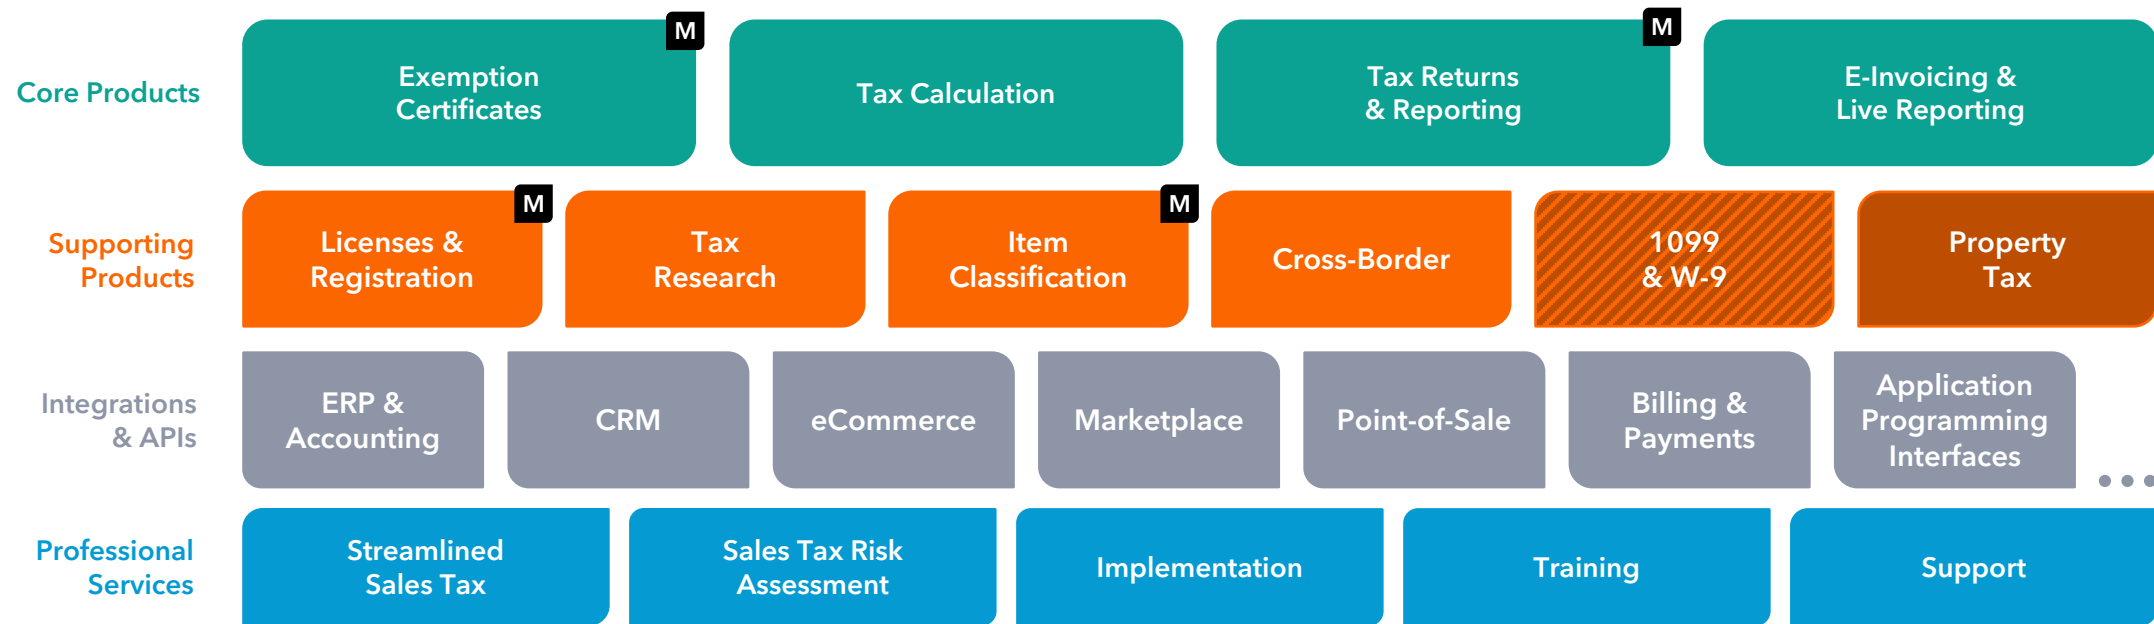 Core Products
M
Exemption
Certificates
Tax Calculation
M
Tax Returns
& Reporting
E-Invoicing &
Live Reporting
Supporting
Products
M
Licenses &
Registration
Tax
Research
M
Item
Classification
Cross-Border
1099
& W-9
Property
Tax
Integrations
& APIs
ERP &
Accounting
CRM
eCommerce
Marketplace
Point-of-Sale
Billing &
Payments
Application
Programming
Interfaces
Professional
Services
Streamlined
Sales Tax
Sales Tax Risk
Assessment
Implementation
Training
Support